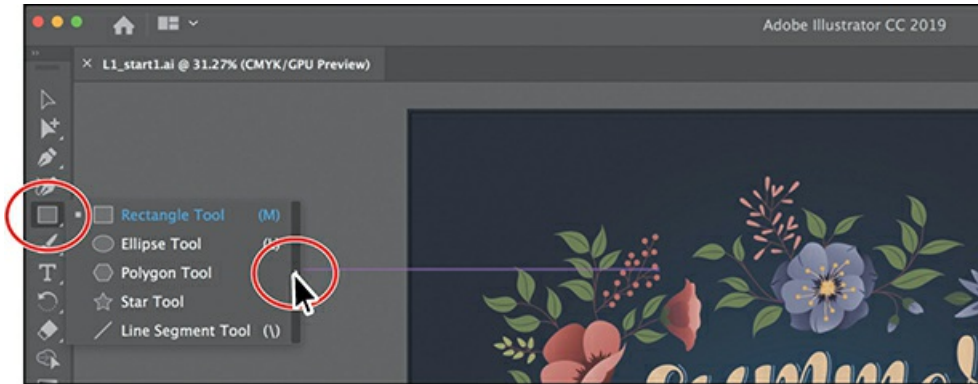 Adobe Illustrator CC 2019
× L1_start1.ai @ 31.27% (CMYK/GPU Preview)
Rectangle Tool (M)
Ellipse Tool
Polygon Tool
Star Tool
Line Segment Tool (\)